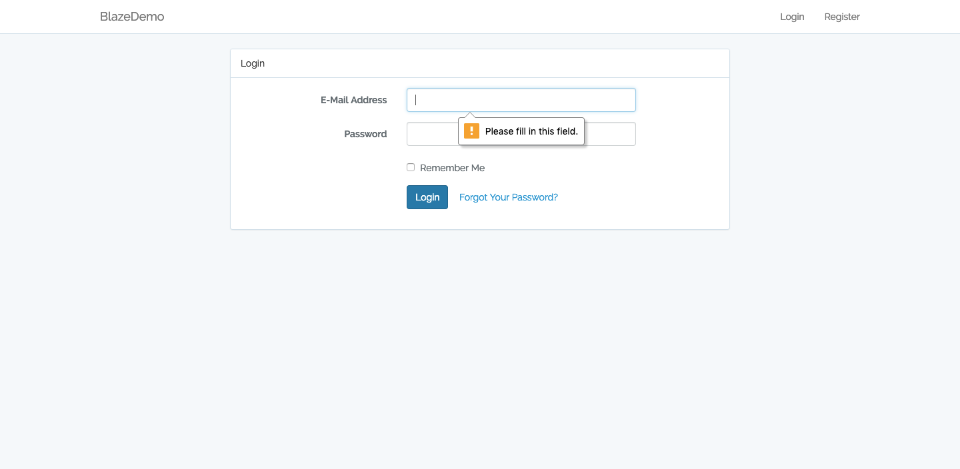 BlazeDemo
Login Register
Login
E-Mail Address
Please fill in this field.
Password
Remember Me
Login Forgot Your Password?